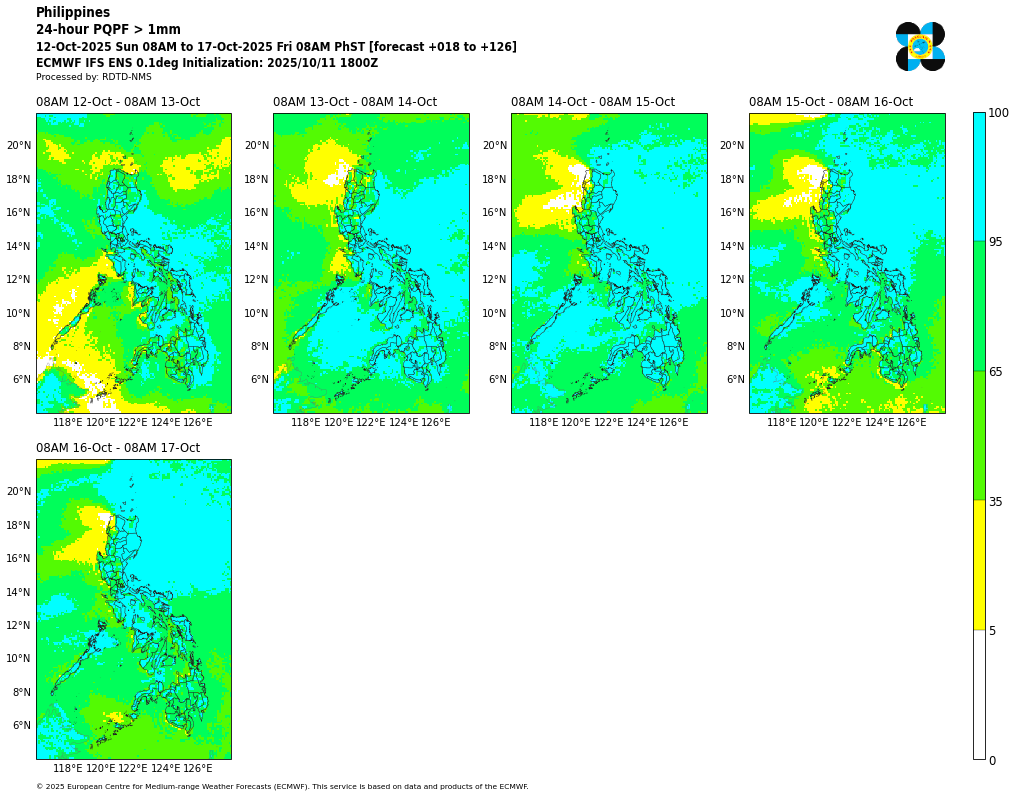 Philippines
24-hour PQPF > 1mm
12-Oct-2025 Sun 08AM to 17-Oct-2025 Fri 08AM PhST [forecast +018 to +126]
ECMWF IFS ENS 0.1deg Initialization: 2025/10/11 1800Z
Processed by: RDTD-NMS
08AM 12-Oct - 08AM 13-Oct
08AM 13-Oct - 08AM 14-Oct
08AM 14-Oct - 08AM 15-Oct
08AM 15-Oct - 08AM 16-Oct
20°N 20°N 20°N 20°N
18°N 18°N 18°N 18°N
16°N 16°N 16°N 16°N
14°N 14°N 14°N 14°N
12°N 12°N 12°N 12°N
10°N 10°N 10°N 10°N
8°N 8°N 8°N 8°N
6°N 6°N 6°N 6°N
118°E 120°E 122°E 124°E 126°E 118°E 120°E 122°E 124°E 126°E 118°E 120°E 122°E 124°E 126°E 118°E 120°E 122°E 124°E 126°E
100
95
65
35
5
0
08AM 16-Oct - 08AM 17-Oct
20°N
18°N
16°N
14°N
12°N
10°N
8°N
6°N
118°E 120°E 122°E 124°E 126°E
© 2025 European Centre for Medium-range Weather Forecasts (ECMWF). This service is based on data and products of the ECMWF.